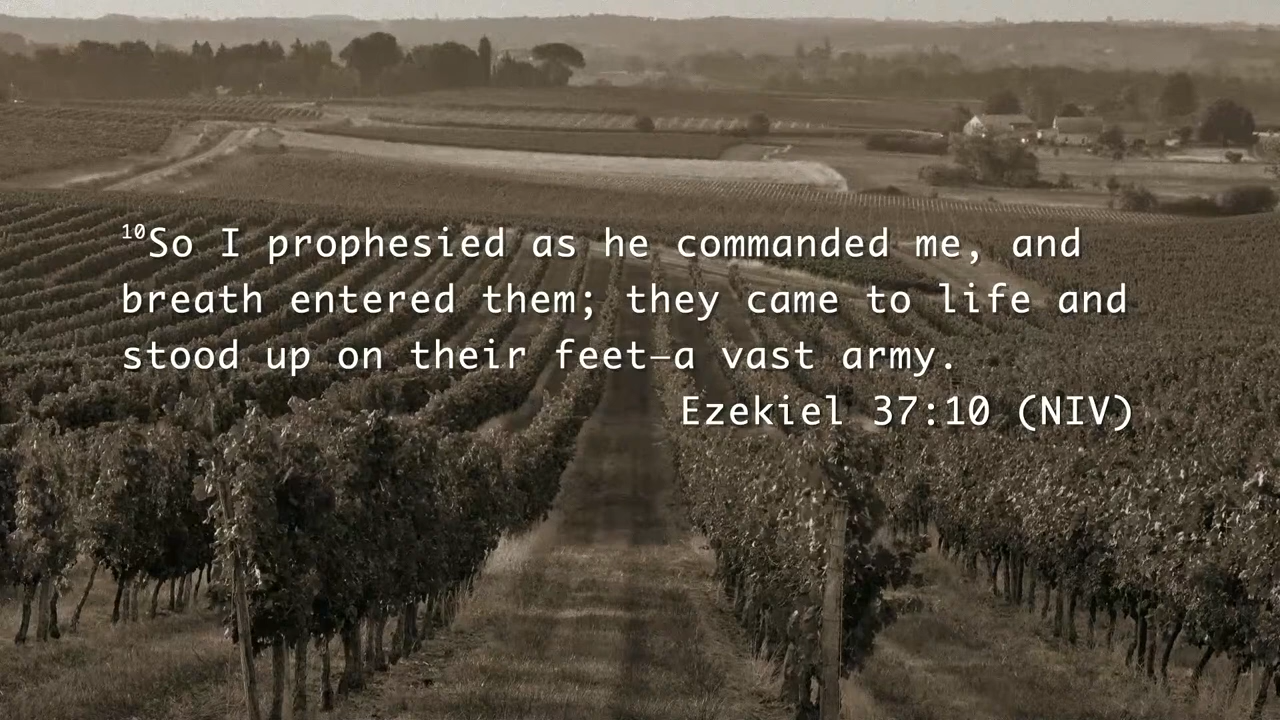 ¹⁰So I prophesied as he commanded me, and
breath entered them; they came to life and
stood up on their feet—a vast army.
Ezekiel 37:10 (NIV)